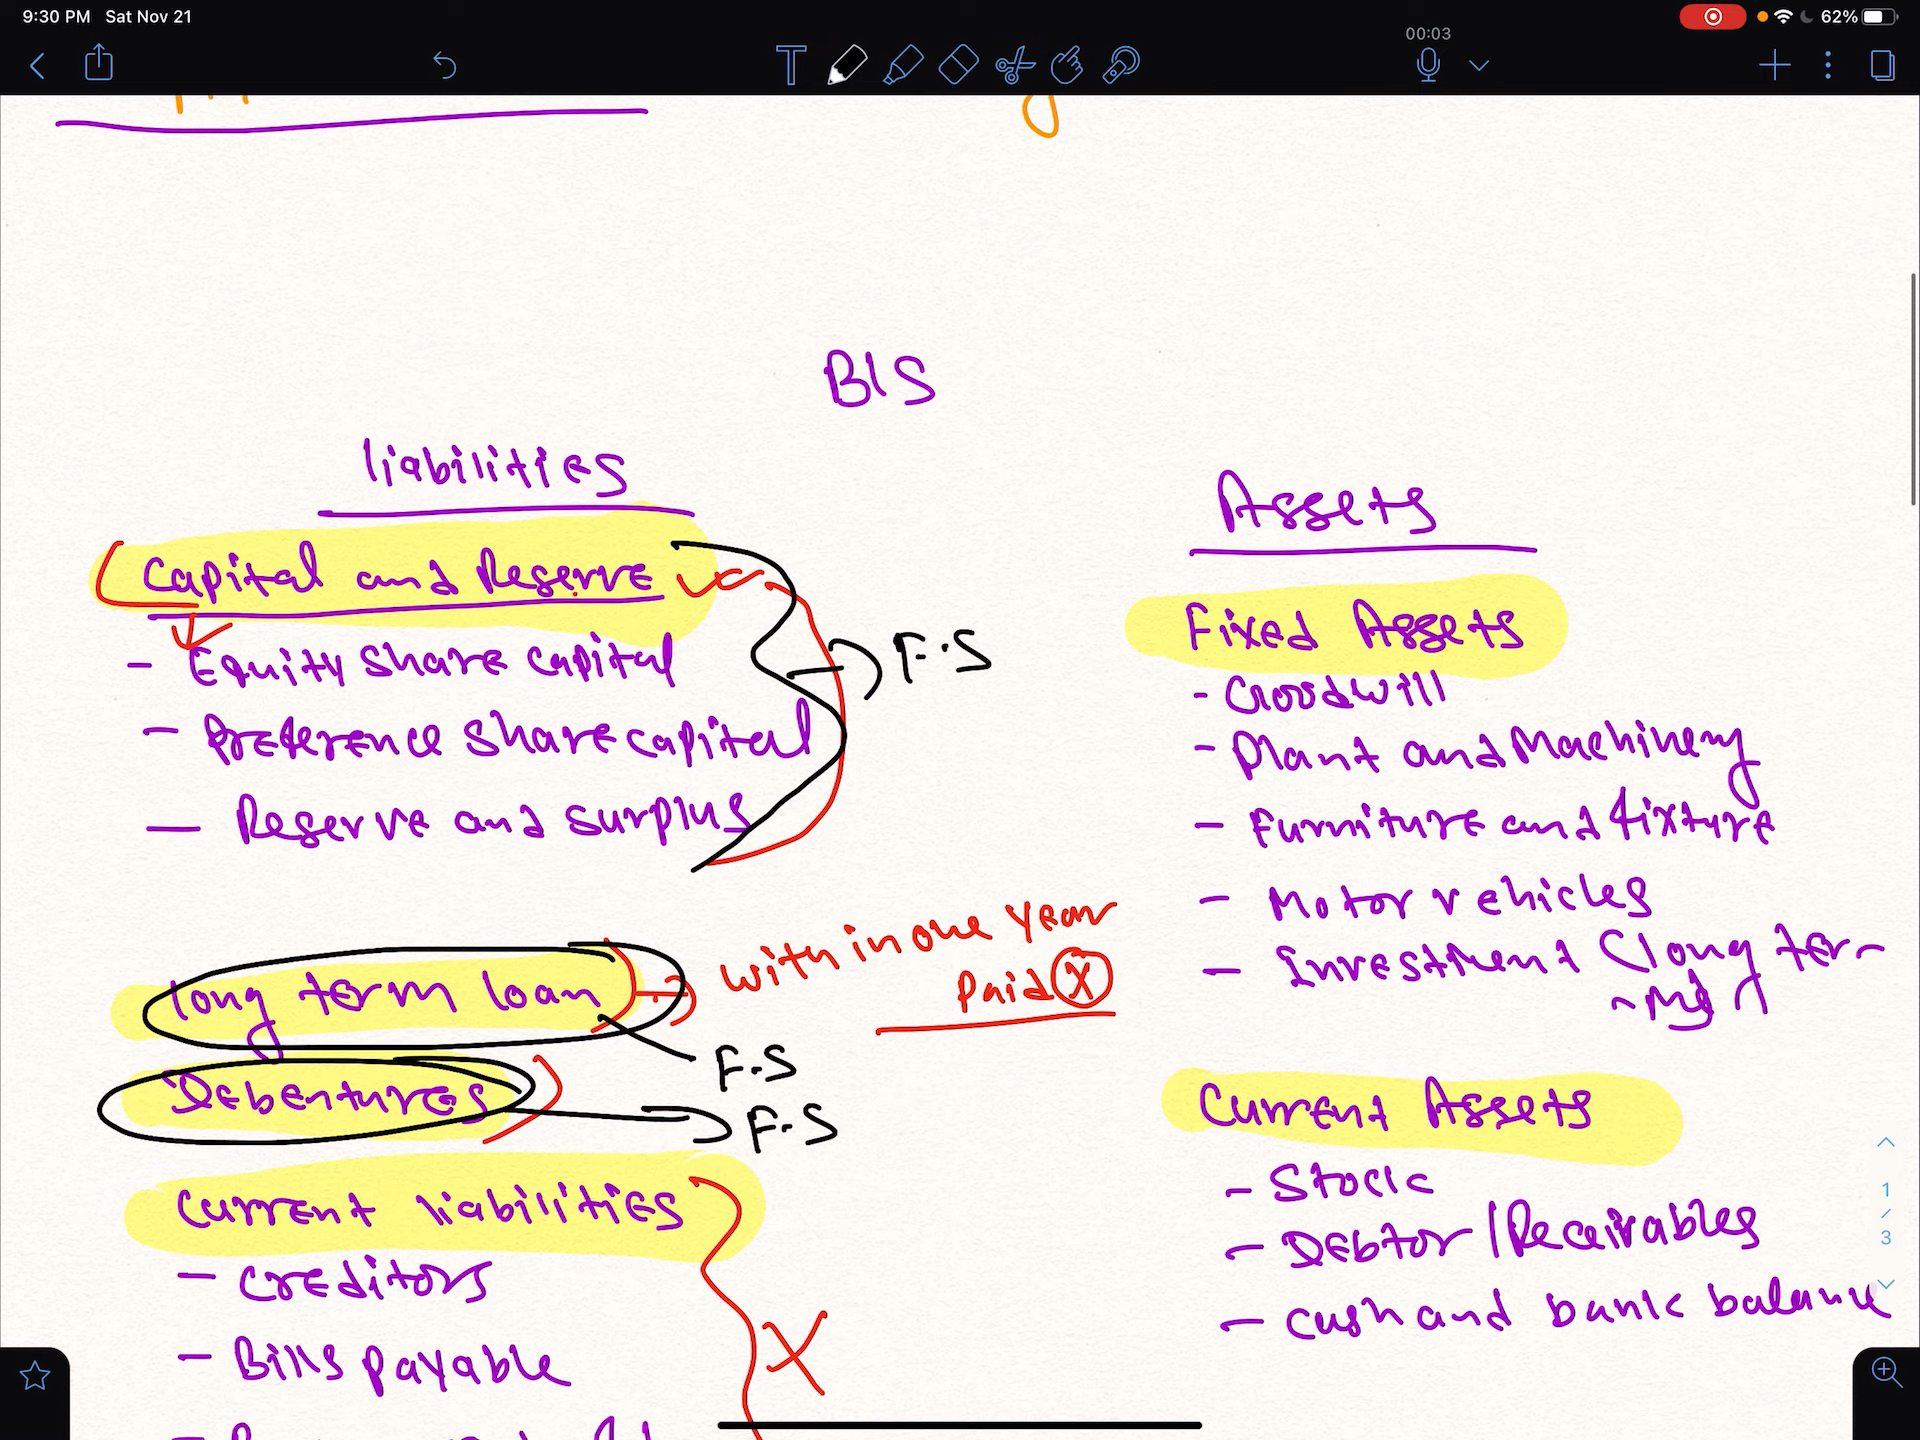 9:30 PM Sat Nov 21
62%
00:03
B/S
liabilities
Capital and Reserve
- Equity share capital
- Preference share capital
- Reserve and surplus
F.S
long term loan
with in one year
Paid X
F.S
Debentures
F.S
Current liabilities
- Creditors
- Bills payable
X
Assets
Fixed Assets
- Goodwill
- Plant and Machinery
- Furniture and fixture
- Motor vehicles
- Investment (long ter
Current Assets
- Stock
- Debtor / Receivables
- Cash and bank balance
1
/
3